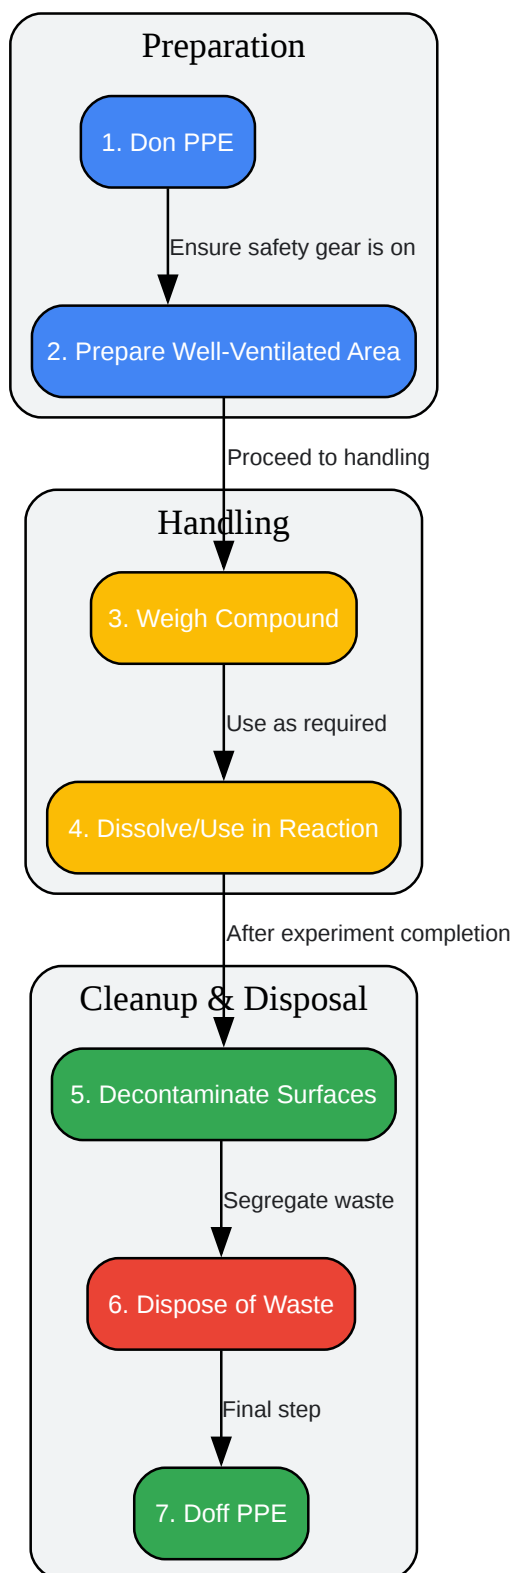 Preparation
1. Don PPE
Ensure safety gear is on
2. Prepare Well-Ventilated Area
Proceed to handling
Handling
3. Weigh Compound
Use as required
4. Dissolve/Use in Reaction
After experiment completion
Cleanup & Disposal
5. Decontaminate Surfaces
Segregate waste
6. Dispose of Waste
Final step
7. Doff PPE